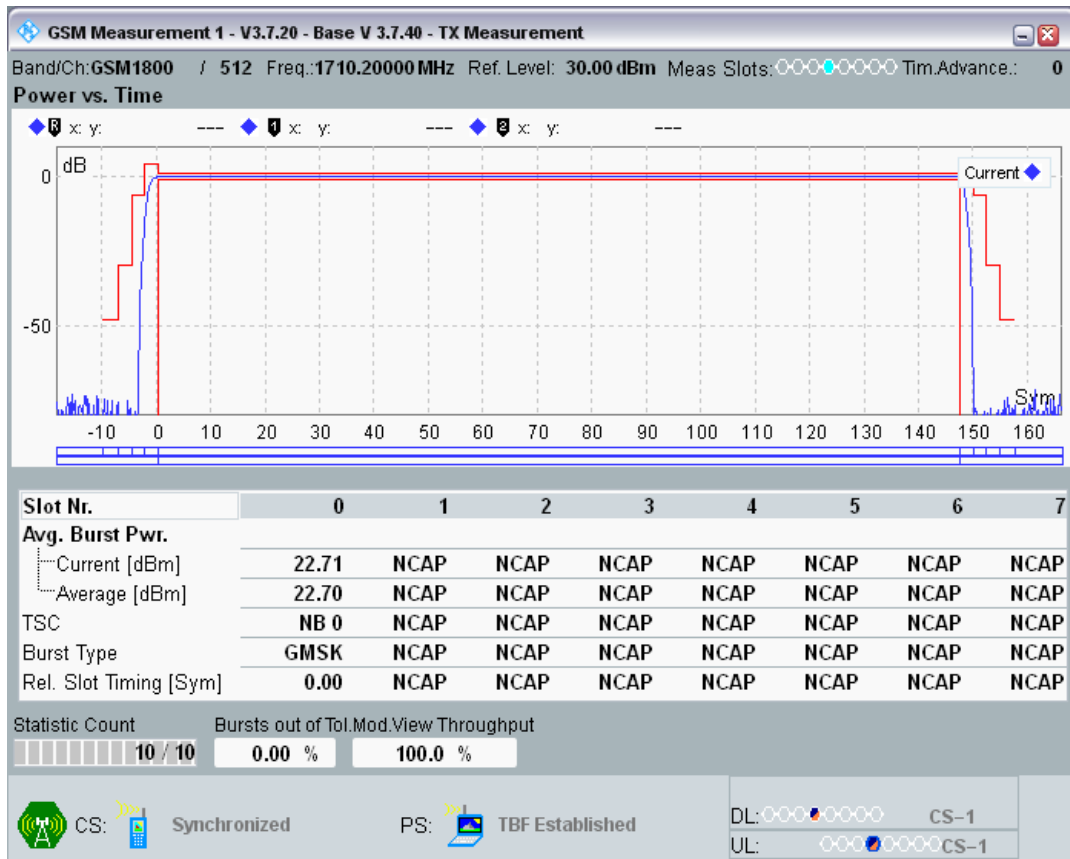 GSM Measurement 1 - V3.7.20 - Base V 3.7.40 - TX Measurement
Band/Ch:GSM1800 / 512 Freq.:1710.20000 MHz Ref. Level: 30.00 dBm Meas Slots: Tim.Advance.: 0
Power vs. Time
R x: y: --- 1 x: y: --- 2 x: y: ---
dB
Current
0
-50
Sym
-10 0 10 20 30 40 50 60 70 80 90 100 110 120 130 140 150 160
Slot Nr. 0 1 2 3 4 5 6 7
Avg. Burst Pwr.
Current [dBm] 22.71 NCAP NCAP NCAP NCAP NCAP NCAP NCAP
Average [dBm] 22.70 NCAP NCAP NCAP NCAP NCAP NCAP NCAP
TSC NB 0 NCAP NCAP NCAP NCAP NCAP NCAP NCAP
Burst Type GMSK NCAP NCAP NCAP NCAP NCAP NCAP NCAP
Rel. Slot Timing [Sym] 0.00 NCAP NCAP NCAP NCAP NCAP NCAP NCAP
Statistic Count Bursts out of Tol. Mod.View Throughput
10 / 10 0.00 % 100.0 %
CS: Synchronized PS: TBF Established
DL: CS-1
UL: CS-1